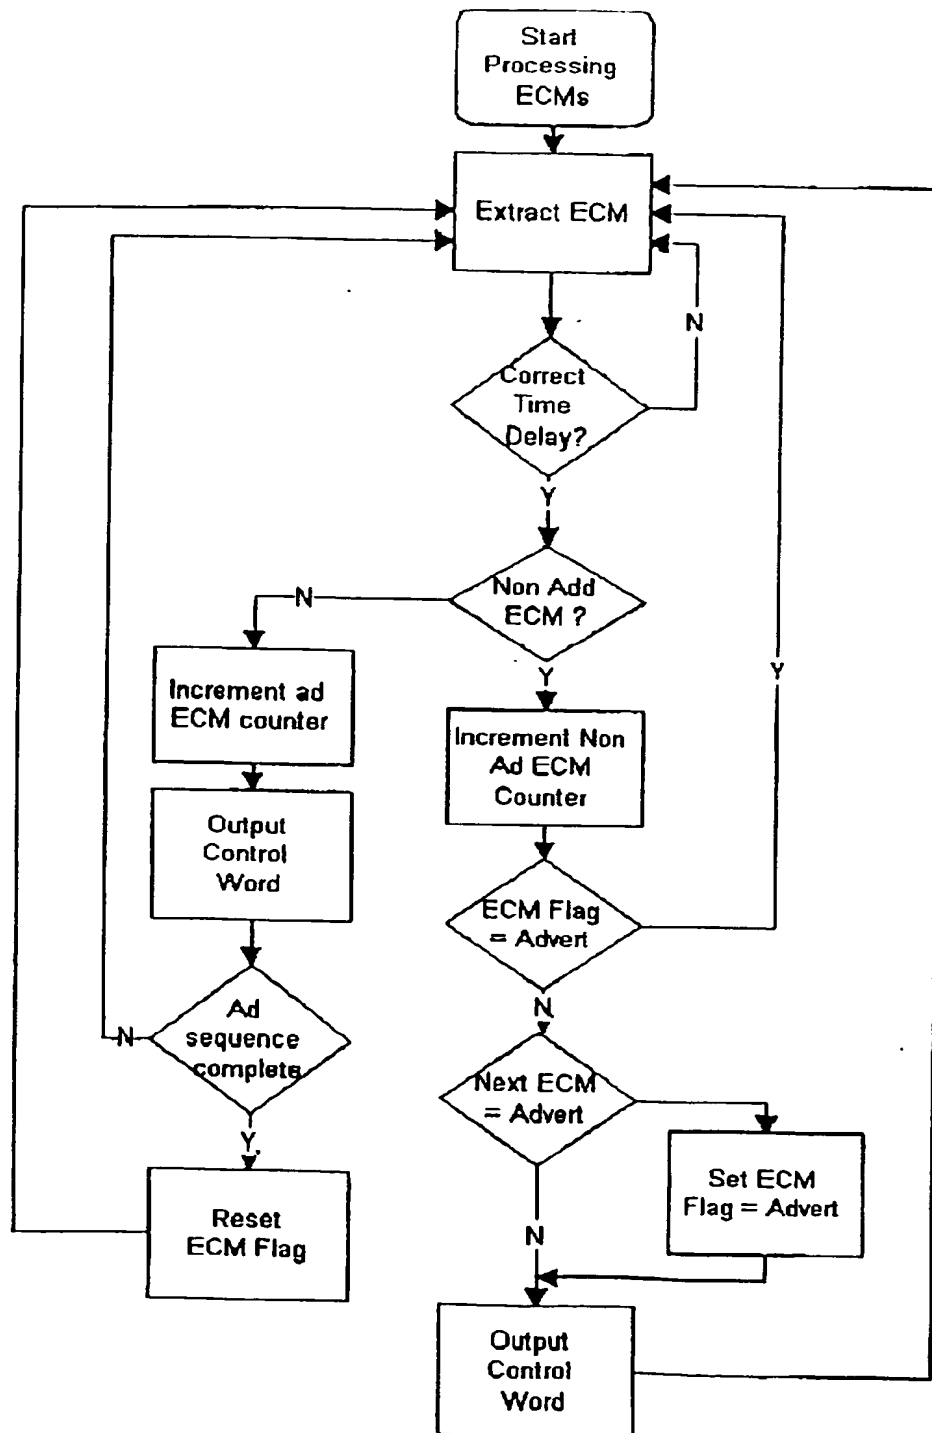 Start
Processing
ECMs
Extract ECM
N
Correct
Time
Delay?
Y
Non Add
ECM ?
N
Y
Increment ad
ECM counter
Increment Non
Ad ECM
Counter
Y
Output
Control
Word
ECM Flag
= Advert
N
Ad
sequence
complete
N
Next ECM
= Advert
Y
Set ECM
Flag = Advert
Reset
ECM Flag
N
Output
Control
Word